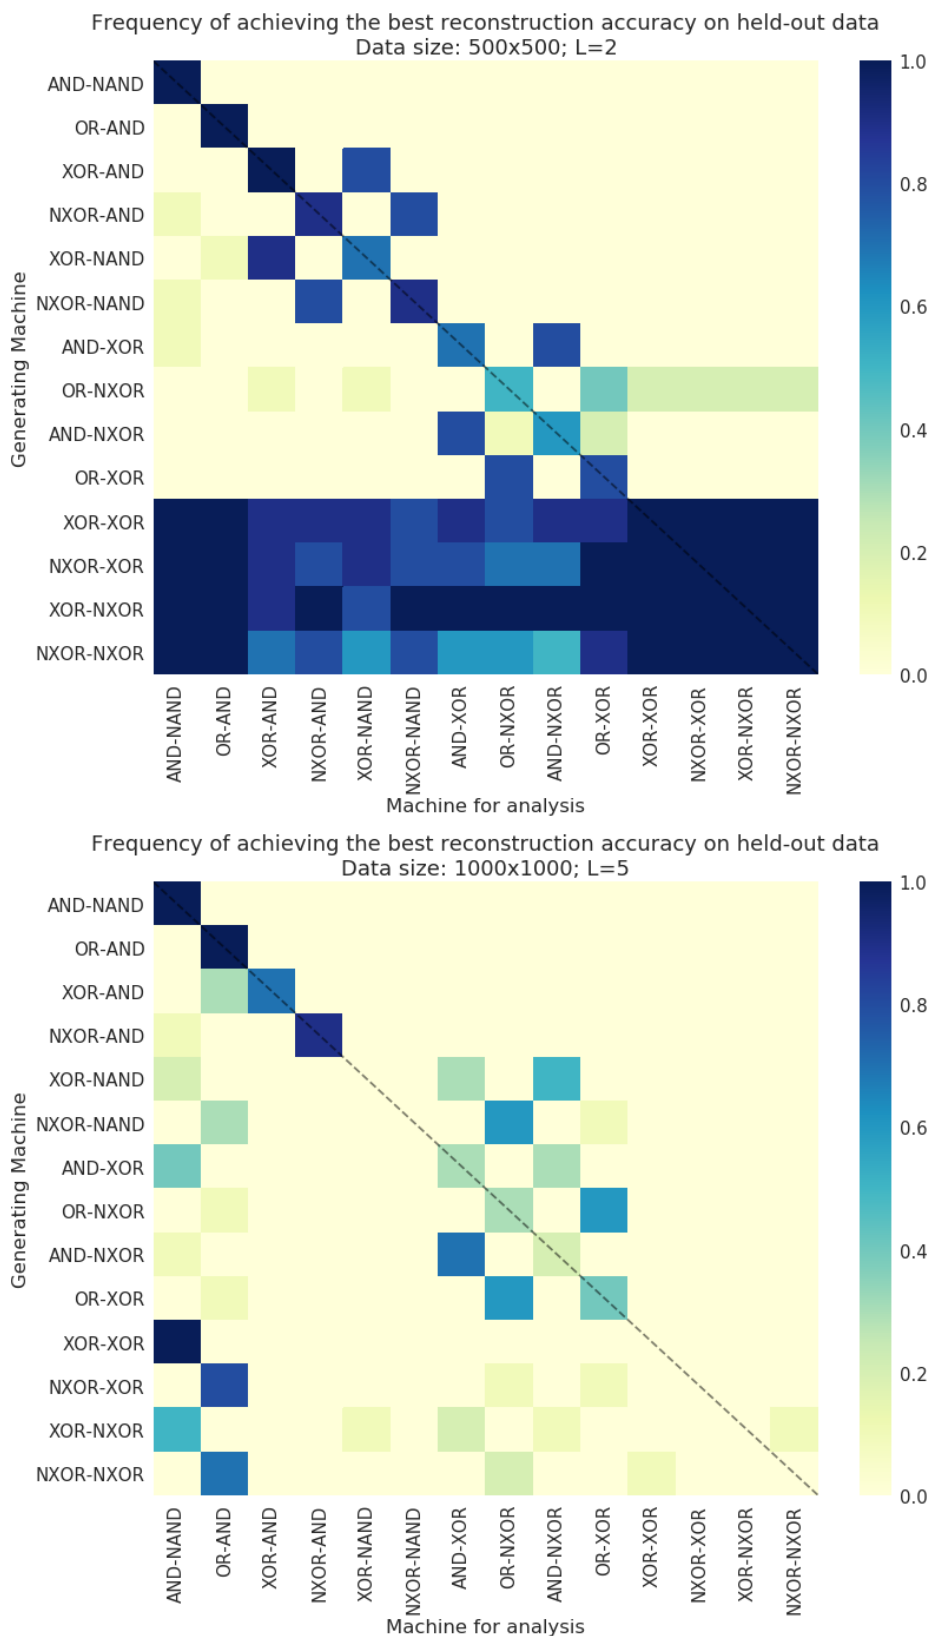 Frequency of achieving the best reconstruction accuracy on held-out data
Data size: 500x500; L=2
Generating Machine
AND-NAND
OR-AND
XOR-AND
NXOR-AND
XOR-NAND
NXOR-NAND
AND-XOR
OR-NXOR
AND-NXOR
OR-XOR
XOR-XOR
NXOR-XOR
XOR-NXOR
NXOR-NXOR
AND-NAND
OR-AND
XOR-AND
NXOR-AND
XOR-NAND
NXOR-NAND
AND-XOR
OR-NXOR
AND-NXOR
OR-XOR
XOR-XOR
NXOR-XOR
XOR-NXOR
NXOR-NXOR
Machine for analysis
1.0
0.8
0.6
0.4
0.2
0.0
Frequency of achieving the best reconstruction accuracy on held-out data
Data size: 1000x1000; L=5
Generating Machine
AND-NAND
OR-AND
XOR-AND
NXOR-AND
XOR-NAND
NXOR-NAND
AND-XOR
OR-NXOR
AND-NXOR
OR-XOR
XOR-XOR
NXOR-XOR
XOR-NXOR
NXOR-NXOR
AND-NAND
OR-AND
XOR-AND
NXOR-AND
XOR-NAND
NXOR-NAND
AND-XOR
OR-NXOR
AND-NXOR
OR-XOR
XOR-XOR
NXOR-XOR
XOR-NXOR
NXOR-NXOR
Machine for analysis
1.0
0.8
0.6
0.4
0.2
0.0